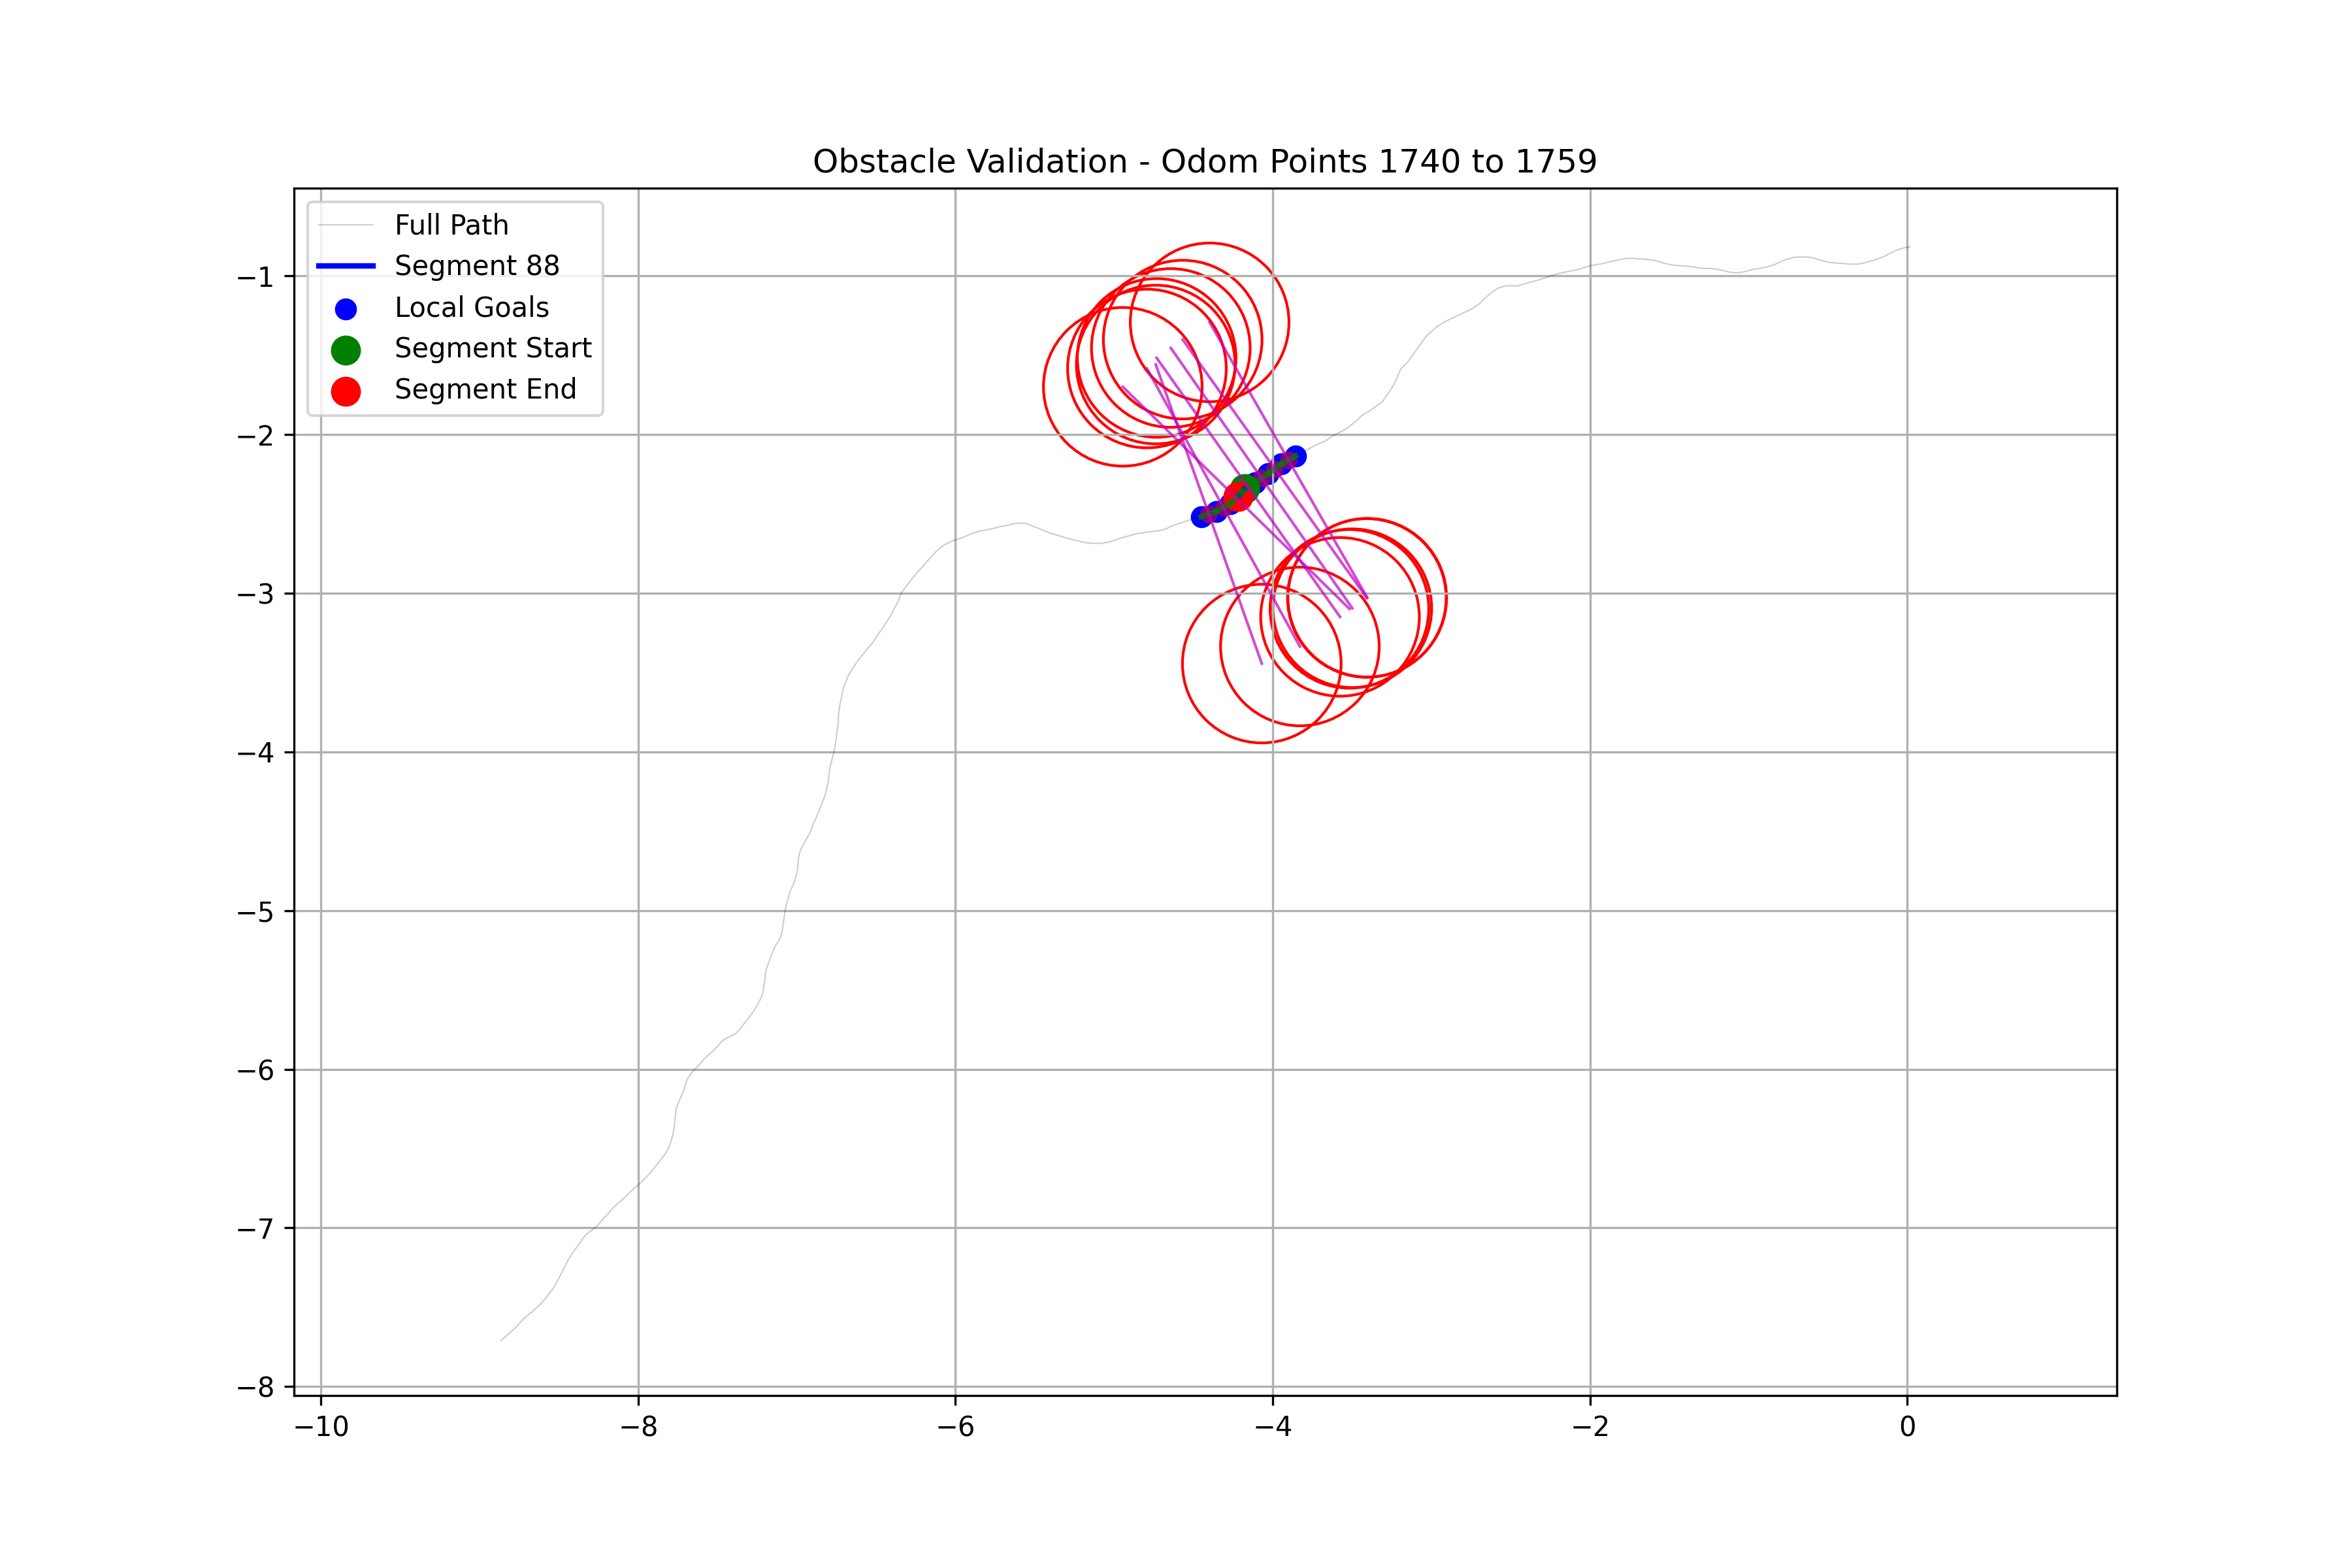 Obstacle Validation - Odom Points 1740 to 1759
Full Path
Segment 88
Local Goals
Segment Start
Segment End
−1
−2
−3
−4
−5
−6
−7
−8
−10
−8
−6
−4
−2
0